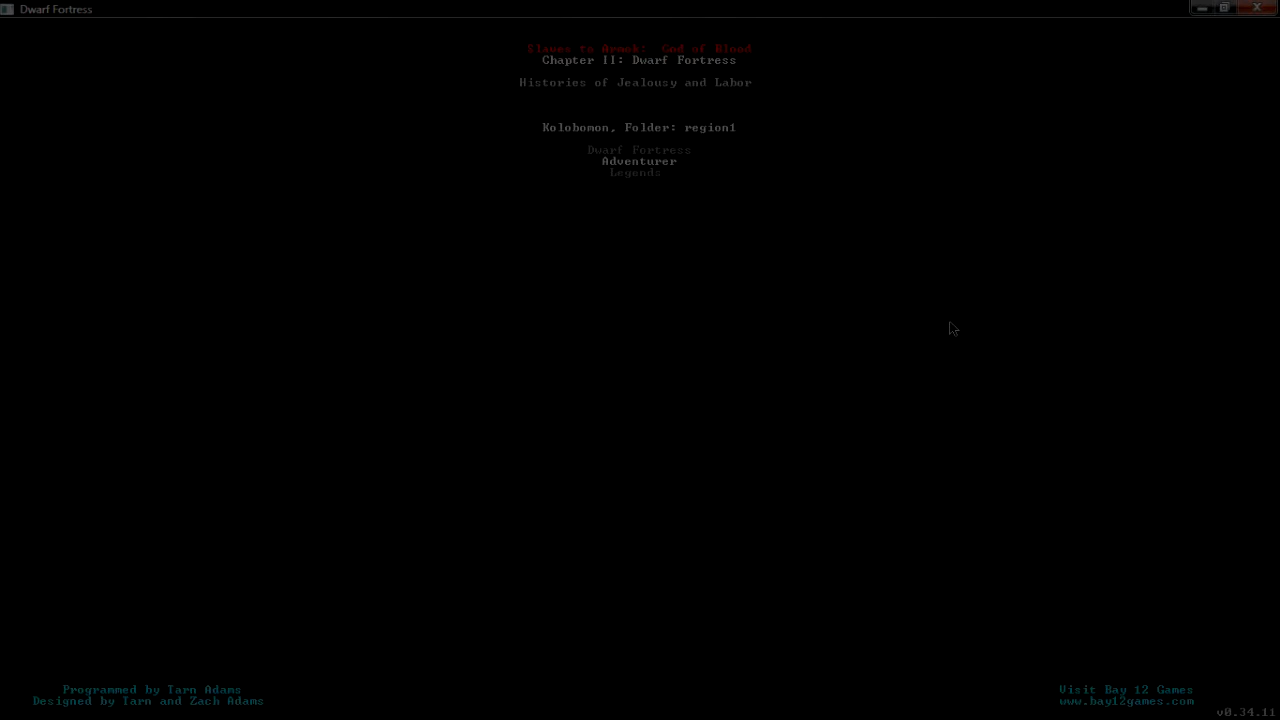 Dwarf Fortress
Slaves to Armok: God of Blood
Chapter II: Dwarf Fortress
Histories of Jealousy and Labor
Kolobomon, Folder: region1
Dwarf Fortress
Adventurer
Legends
Programmed by Tarn Adams
Designed by Tarn and Zach Adams
Visit Bay 12 Games
www.bay12games.com
v0.34.11